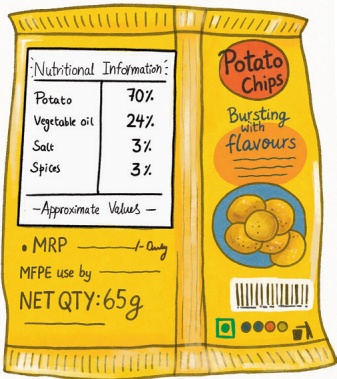 Nutritional Information
Potato 70%
Vegetable oil 24%
Salt 3%
Spices 3%
-Approximate Values-
• MRP /- Only
MFPE use by
NET QTY: 65g
Potato
Chips
Bursting
with
flavours